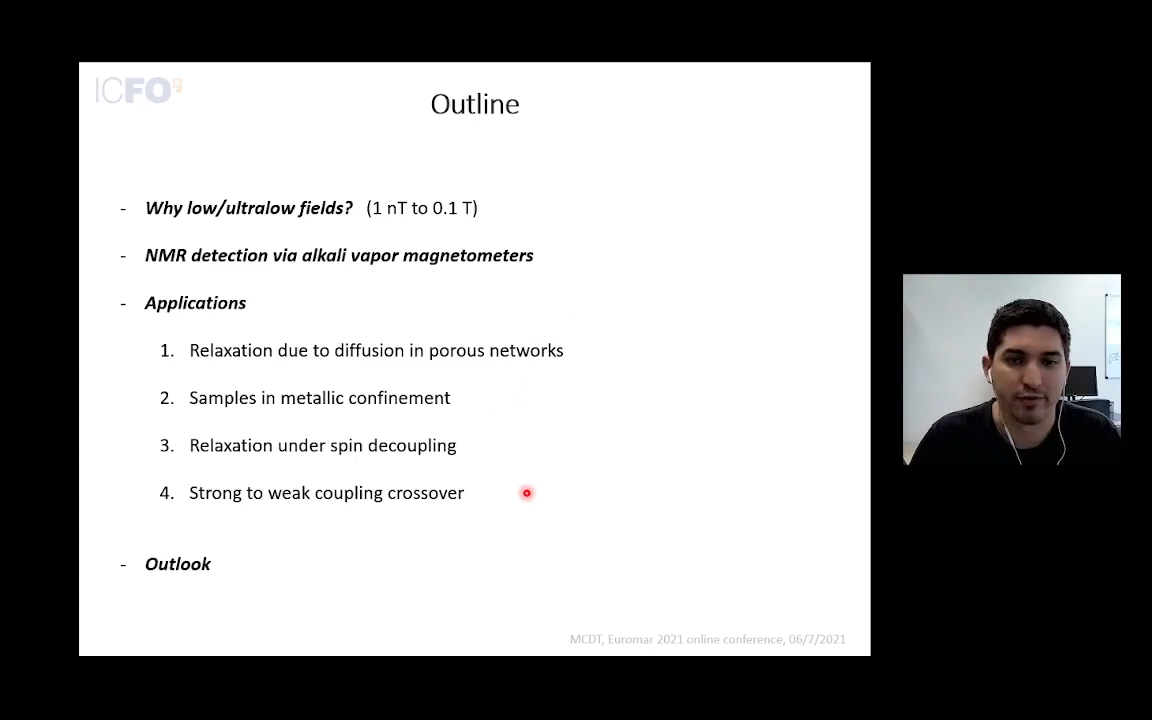 ICFO
Outline
- Why low/ultralow fields? (1 nT to 0.1 T)
- NMR detection via alkali vapor magnetometers
- Applications
1. Relaxation due to diffusion in porous networks
2. Samples in metallic confinement
3. Relaxation under spin decoupling
4. Strong to weak coupling crossover
- Outlook
MCDT, Euromar 2021 online conference, 06/7/2021